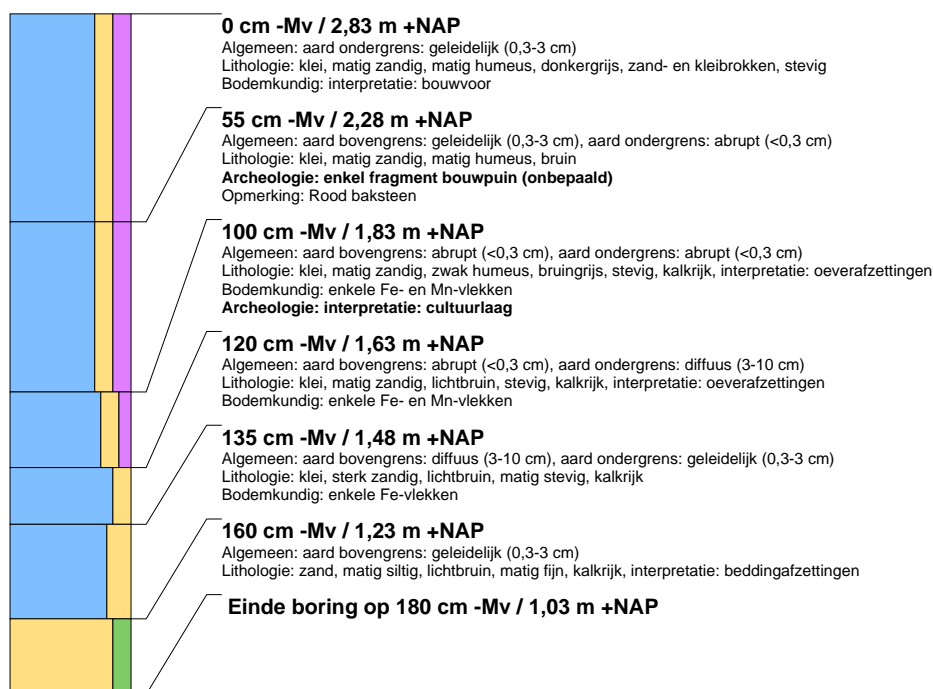 0 cm -Mv / 2,83 m +NAP
Algemeen: aard ondergrens: geleidelijk (0,3-3 cm)
Lithologie: klei, matig zandig, matig humeus, donkergrijs, zand- en kleibrokken, stevig
Bodemkundig: interpretatie: bouwvoor
55 cm -Mv / 2,28 m +NAP
Algemeen: aard bovengrens: geleidelijk (0,3-3 cm), aard ondergrens: abrupt (<0,3 cm)
Lithologie: klei, matig zandig, matig humeus, bruin
Archeologie: enkel fragment bouwpuin (onbepaald)
Opmerking: Rood baksteen
100 cm -Mv / 1,83 m +NAP
Algemeen: aard bovengrens: abrupt (<0,3 cm), aard ondergrens: abrupt (<0,3 cm)
Lithologie: klei, matig zandig, zwak humeus, bruingrijs, stevig, kalkrijk, interpretatie: oeverafzettingen
Bodemkundig: enkele Fe- en Mn-vlekken
Archeologie: interpretatie: cultuurlaag
120 cm -Mv / 1,63 m +NAP
Algemeen: aard bovengrens: abrupt (<0,3 cm), aard ondergrens: diffuus (3-10 cm)
Lithologie: klei, matig zandig, lichtbruin, stevig, kalkrijk, interpretatie: oeverafzettingen
Bodemkundig: enkele Fe- en Mn-vlekken
135 cm -Mv / 1,48 m +NAP
Algemeen: aard bovengrens: diffuus (3-10 cm), aard ondergrens: geleidelijk (0,3-3 cm)
Lithologie: klei, sterk zandig, lichtbruin, matig stevig, kalkrijk
Bodemkundig: enkele Fe-vlekken
160 cm -Mv / 1,23 m +NAP
Algemeen: aard bovengrens: geleidelijk (0,3-3 cm)
Lithologie: zand, matig siltig, lichtbruin, matig fijn, kalkrijk, interpretatie: beddingafzettingen
Einde boring op 180 cm -Mv / 1,03 m +NAP